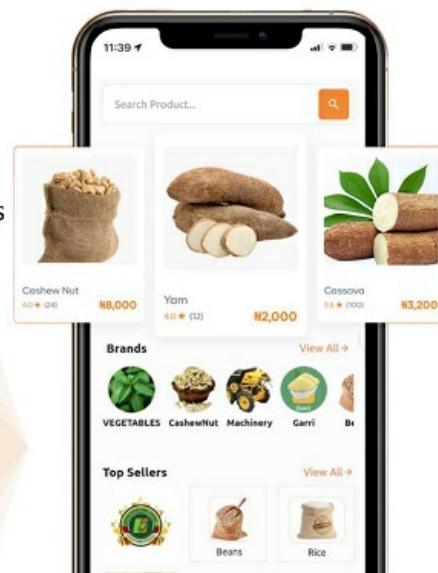 11:39
Search Product...
s
Cashew Nut
4.0 ★ (24) ₦8,000
Yam
4.0 ★ (12) ₦2,000
Cassava
3.5 ★ (100) ₦3,200
Brands View All →
VEGETABLES CashewNut Machinery Garri Be
Top Sellers View All →
Beans
Rice